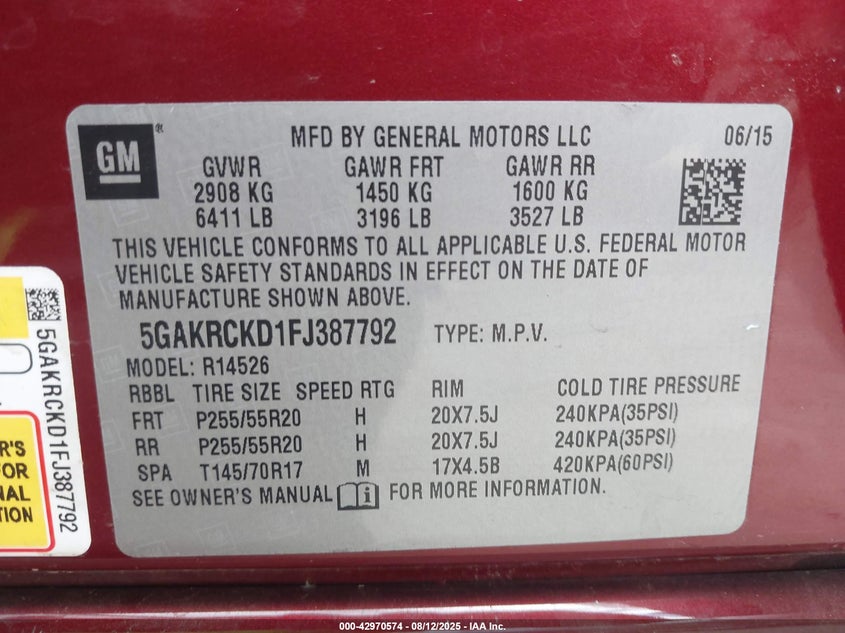 GM
®
MFD BY GENERAL MOTORS LLC 06/15
GVWR GAWR FRT GAWR RR
2908 KG 1450 KG 1600 KG
6411 LB 3196 LB 3527 LB
THIS VEHICLE CONFORMS TO ALL APPLICABLE U.S. FEDERAL MOTOR
VEHICLE SAFETY STANDARDS IN EFFECT ON THE DATE OF
MANUFACTURE SHOWN ABOVE.
5GAKRCKD1FJ387792 TYPE: M.P.V.
MODEL: R14526
RBBL TIRE SIZE SPEED RTG RIM COLD TIRE PRESSURE
FRT P255/55R20 H 20X7.5J 240KPA(35PSI)
RR P255/55R20 H 20X7.5J 240KPA(35PSI)
SPA T145/70R17 M 17X4.5B 420KPA(60PSI)
SEE OWNER'S MANUAL FOR MORE INFORMATION.
5GAKRCKD1FJ387792
R'S
FOR
NAL
TION
000-42970574 - 08/12/2025 - IAA Inc.